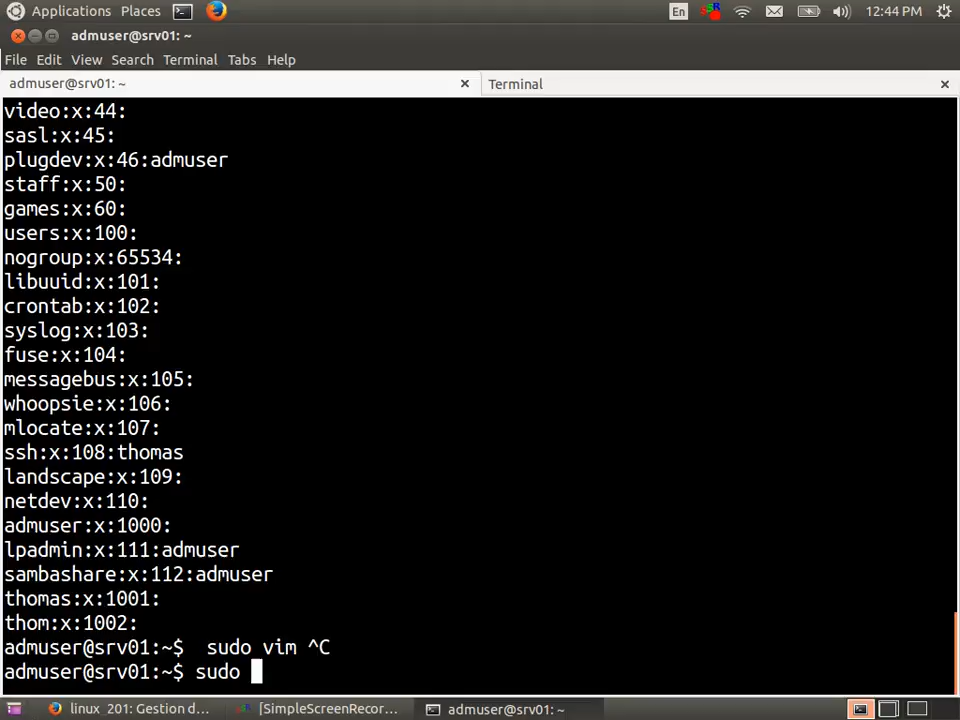 Applications Places En 12:44 PM
admuser@srv01: ~
File Edit View Search Terminal Tabs Help
admuser@srv01: ~ Terminal
video:x:44:
sasl:x:45:
plugdev:x:46:admuser
staff:x:50:
games:x:60:
users:x:100:
nogroup:x:65534:
libuuid:x:101:
crontab:x:102:
syslog:x:103:
fuse:x:104:
messagebus:x:105:
whoopsie:x:106:
mlocate:x:107:
ssh:x:108:thomas
landscape:x:109:
netdev:x:110:
admuser:x:1000:
lpadmin:x:111:admuser
sambashare:x:112:admuser
thomas:x:1001:
thom:x:1002:
admuser@srv01:~$  sudo vim ^C
admuser@srv01:~$ sudo
linux_201: Gestion d... [SimpleScreenRecor... admuser@srv01: ~